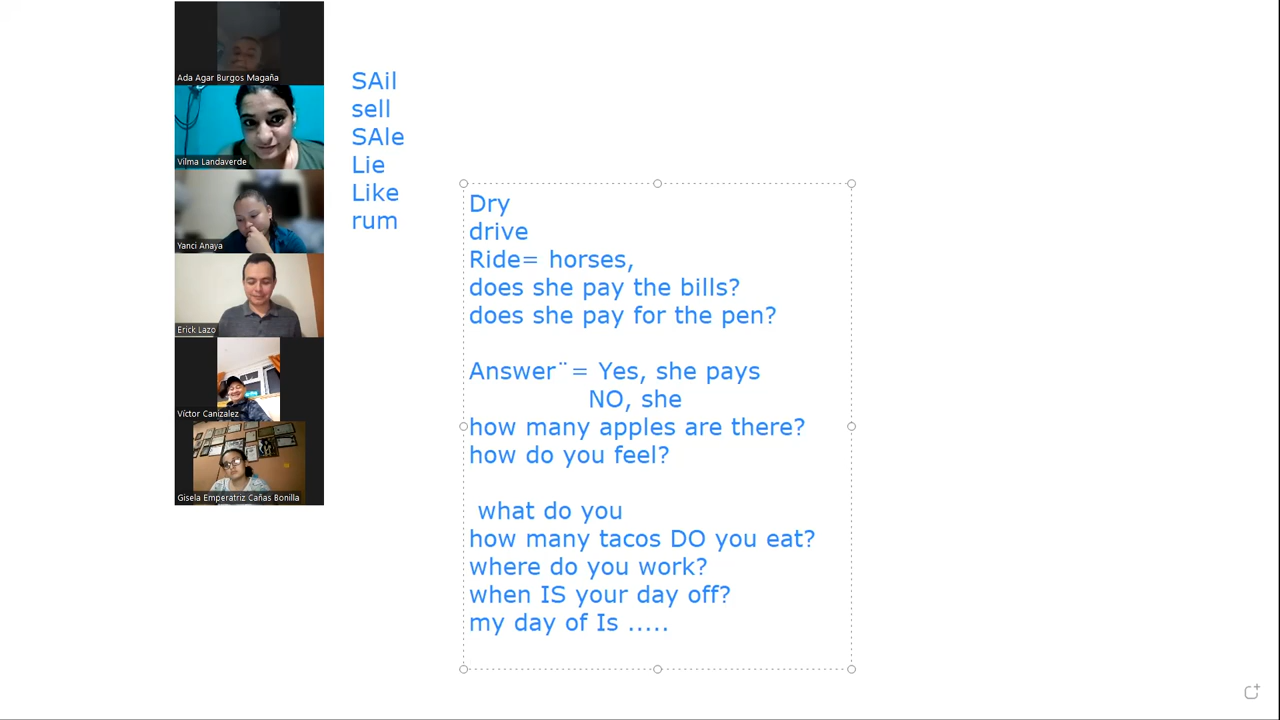 Ada Agar Burgos Magaña
Vilma Landaverde
Yanci Anaya
Erick Lazo
Víctor Canizalez
Gisela Emperatriz Cañas Bonilla
SAil
sell
SAle
Lie
Like
rum
Dry
drive
Ride= horses,
does she pay the bills?
does she pay for the pen?
Answer¨= Yes, she pays
NO, she
how many apples are there?
how do you feel?
what do you
how many tacos DO you eat?
where do you work?
when IS your day off?
my day of Is .....